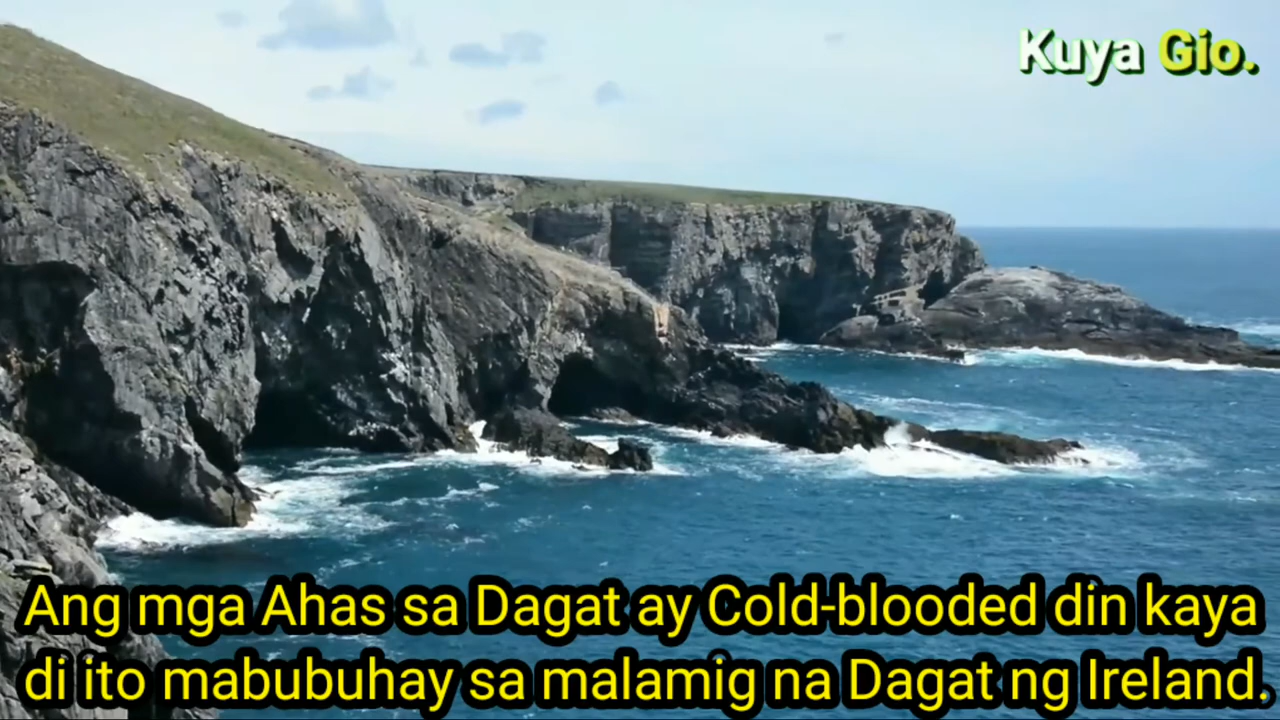 Kuya Gio.
Ang mga Ahas sa Dagat ay Cold-blooded din kaya
di ito mabubuhay sa malamig na Dagat ng Ireland.